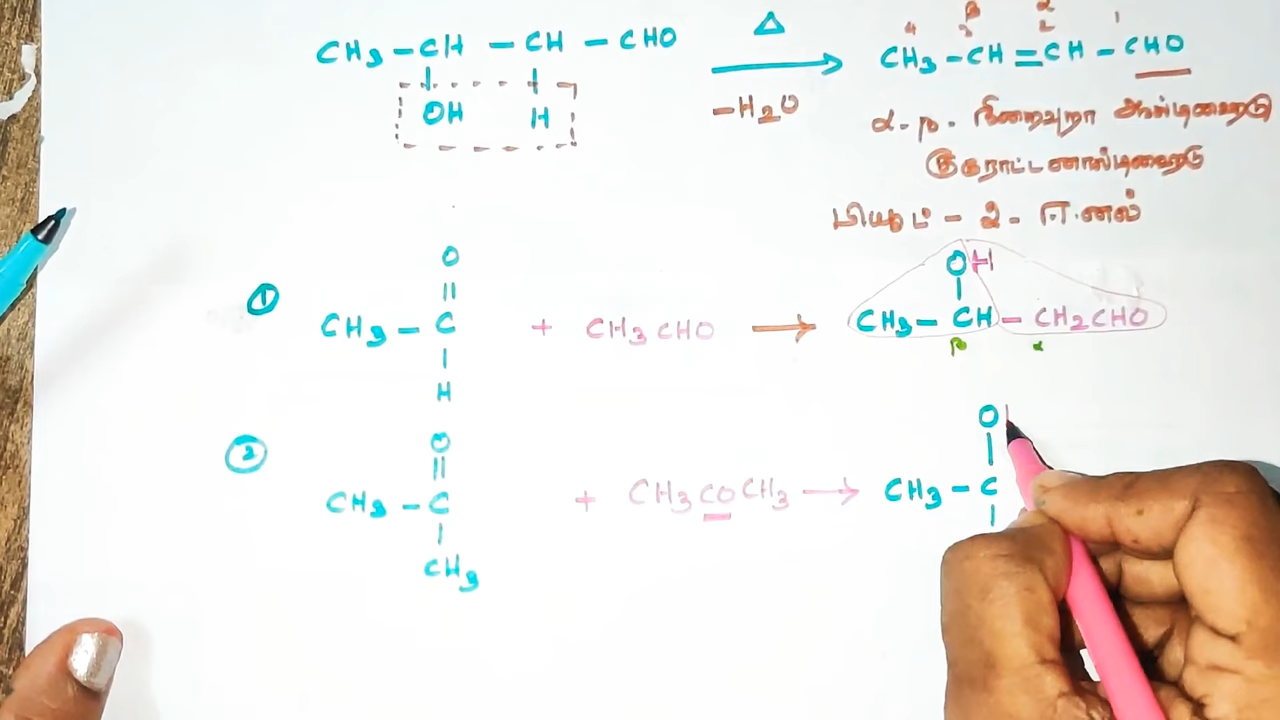 CH3 – CH – CH – CHO
OH H
Δ
–H2O
4 β 3 α 2 1
CH3 – CH = CH – CHO
α-β- நிறைவுறா ஆல்டிஹைடு
குரோட்டனால்டிஹைடு
பியூட் - 2 - ஈனல்
①
O
||
CH3 – C
|
H
+ CH3CHO →
OH
|
CH3 – CH – CH2CHO
β α
②
O
||
CH3 – C
|
CH3
+ CH3COCH3 →
O
|
CH3 – C
|